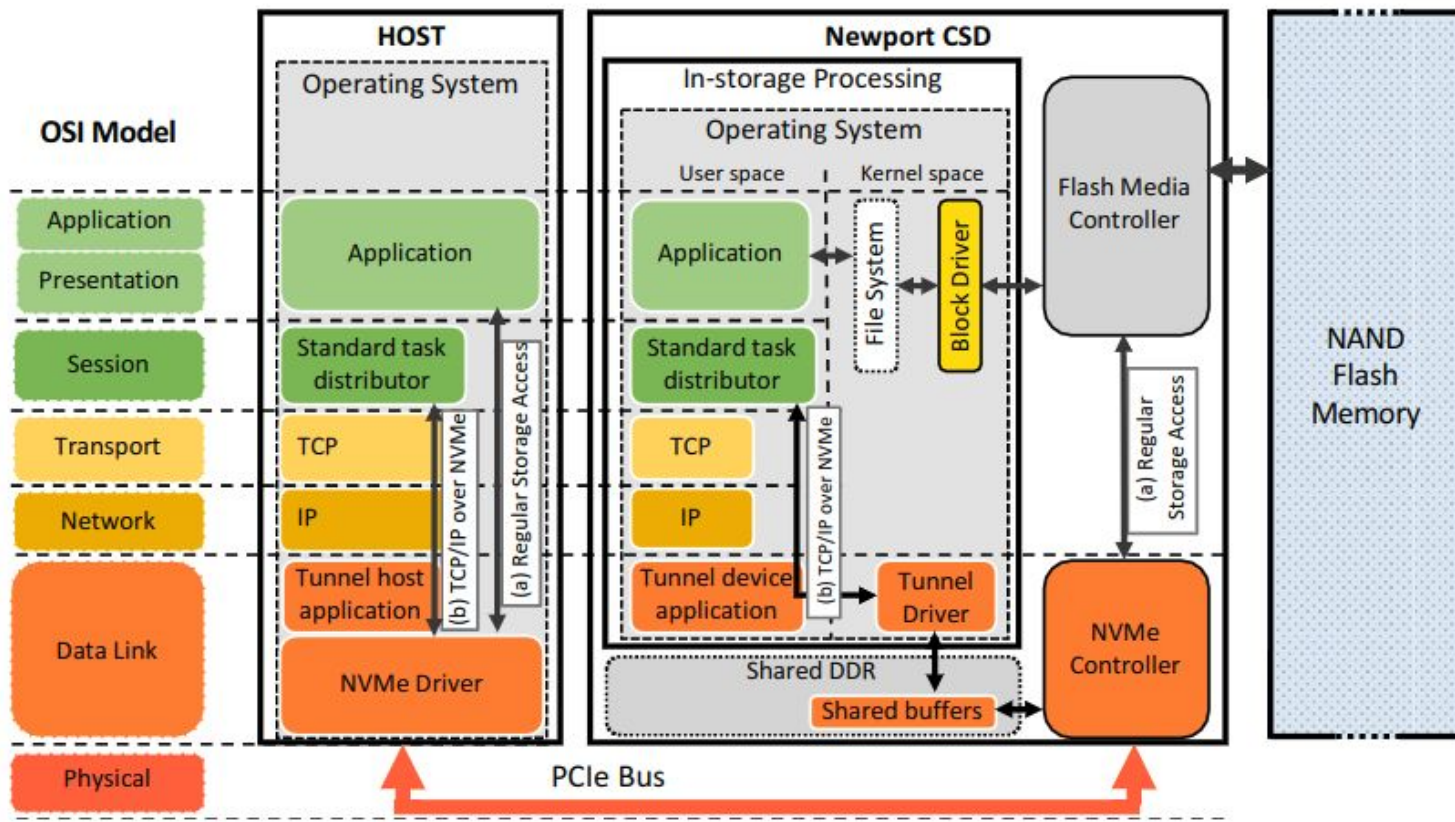 HOST
Newport CSD
Operating System
In-storage Processing
OSI Model
Operating System
User space
Kernel space
Application
Presentation
Session
Transport
Network
Data Link
Physical
Application
Standard task
distributor
TCP
IP
Tunnel host
application
NVMe Driver
(b) TCP/IP over NVMe
(a) Regular Storage Access
Application
File System
Block Driver
Standard task
distributor
TCP
IP
Tunnel device
application
(b) TCP/IP over NVMe
Tunnel
Driver
Shared DDR
Shared buffers
Flash Media
Controller
(a) Regular
Storage Access
NVMe
Controller
NAND
Flash
Memory
PCIe Bus